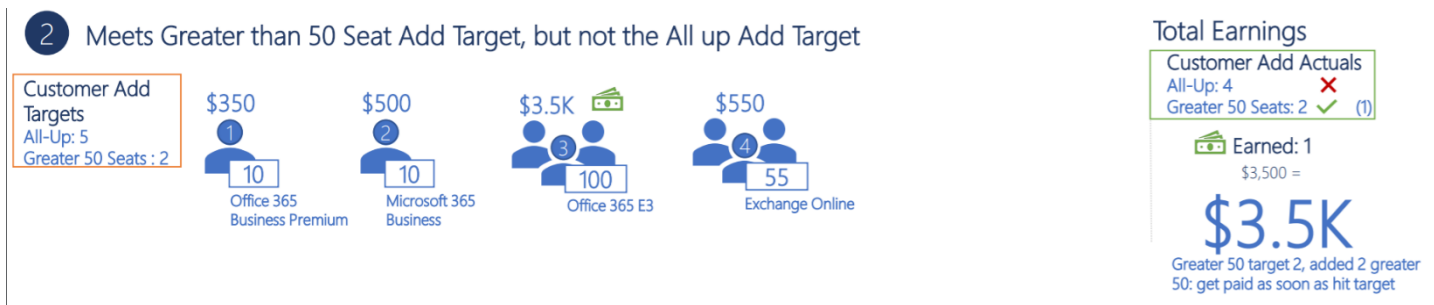 2 Meets Greater than 50 Seat Add Target, but not the All up Add Target
Customer Add
Targets
All-Up: 5
Greater 50 Seats : 2
$350
1
10
Office 365
Business Premium
$500
2
10
Microsoft 365
Business
$3.5K
3
100
Office 365 E3
$550
4
55
Exchange Online
Total Earnings
Customer Add Actuals
All-Up: 4
Greater 50 Seats: 2 (1)
Earned: 1
$3,500 =
$3.5K
Greater 50 target 2, added 2 greater
50: get paid as soon as hit target